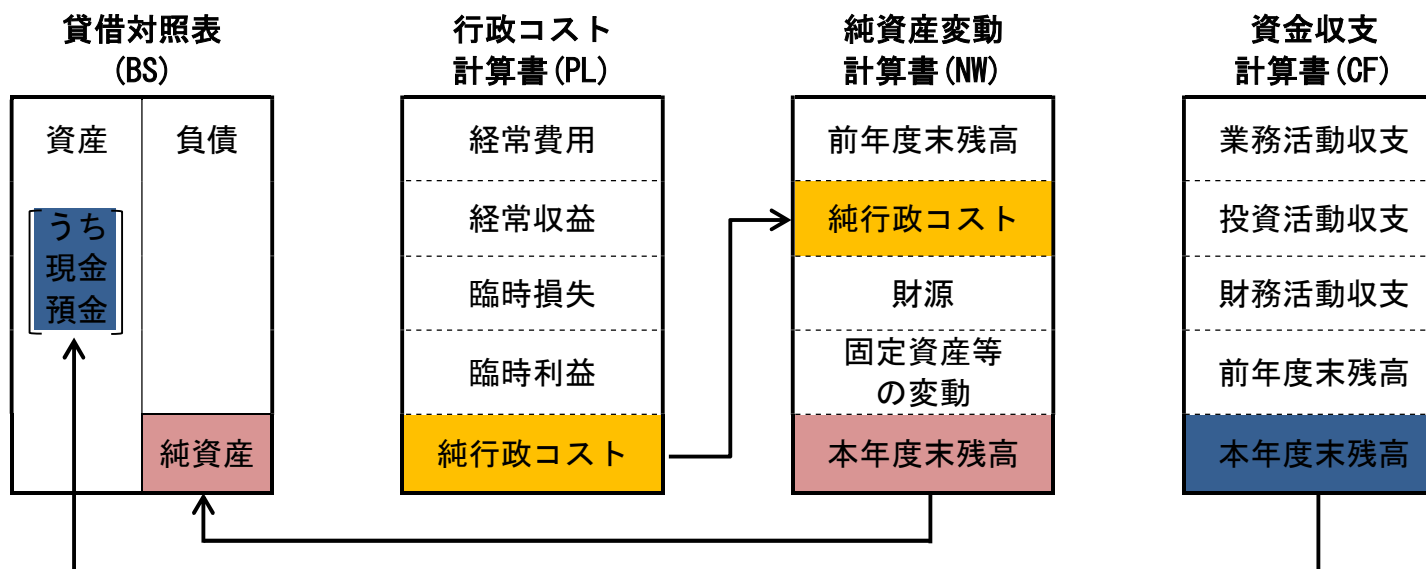 貸借対照表
(BS)
資産
負債
うち
現金
預金
純資産
行政コスト
計算書(PL)
経常費用
経常収益
臨時損失
臨時利益
純行政コスト
純資産変動
計算書(NW)
前年度末残高
純行政コスト
財源
固定資産等
の変動
本年度末残高
資金収支
計算書(CF)
業務活動収支
投資活動収支
財務活動収支
前年度末残高
本年度末残高